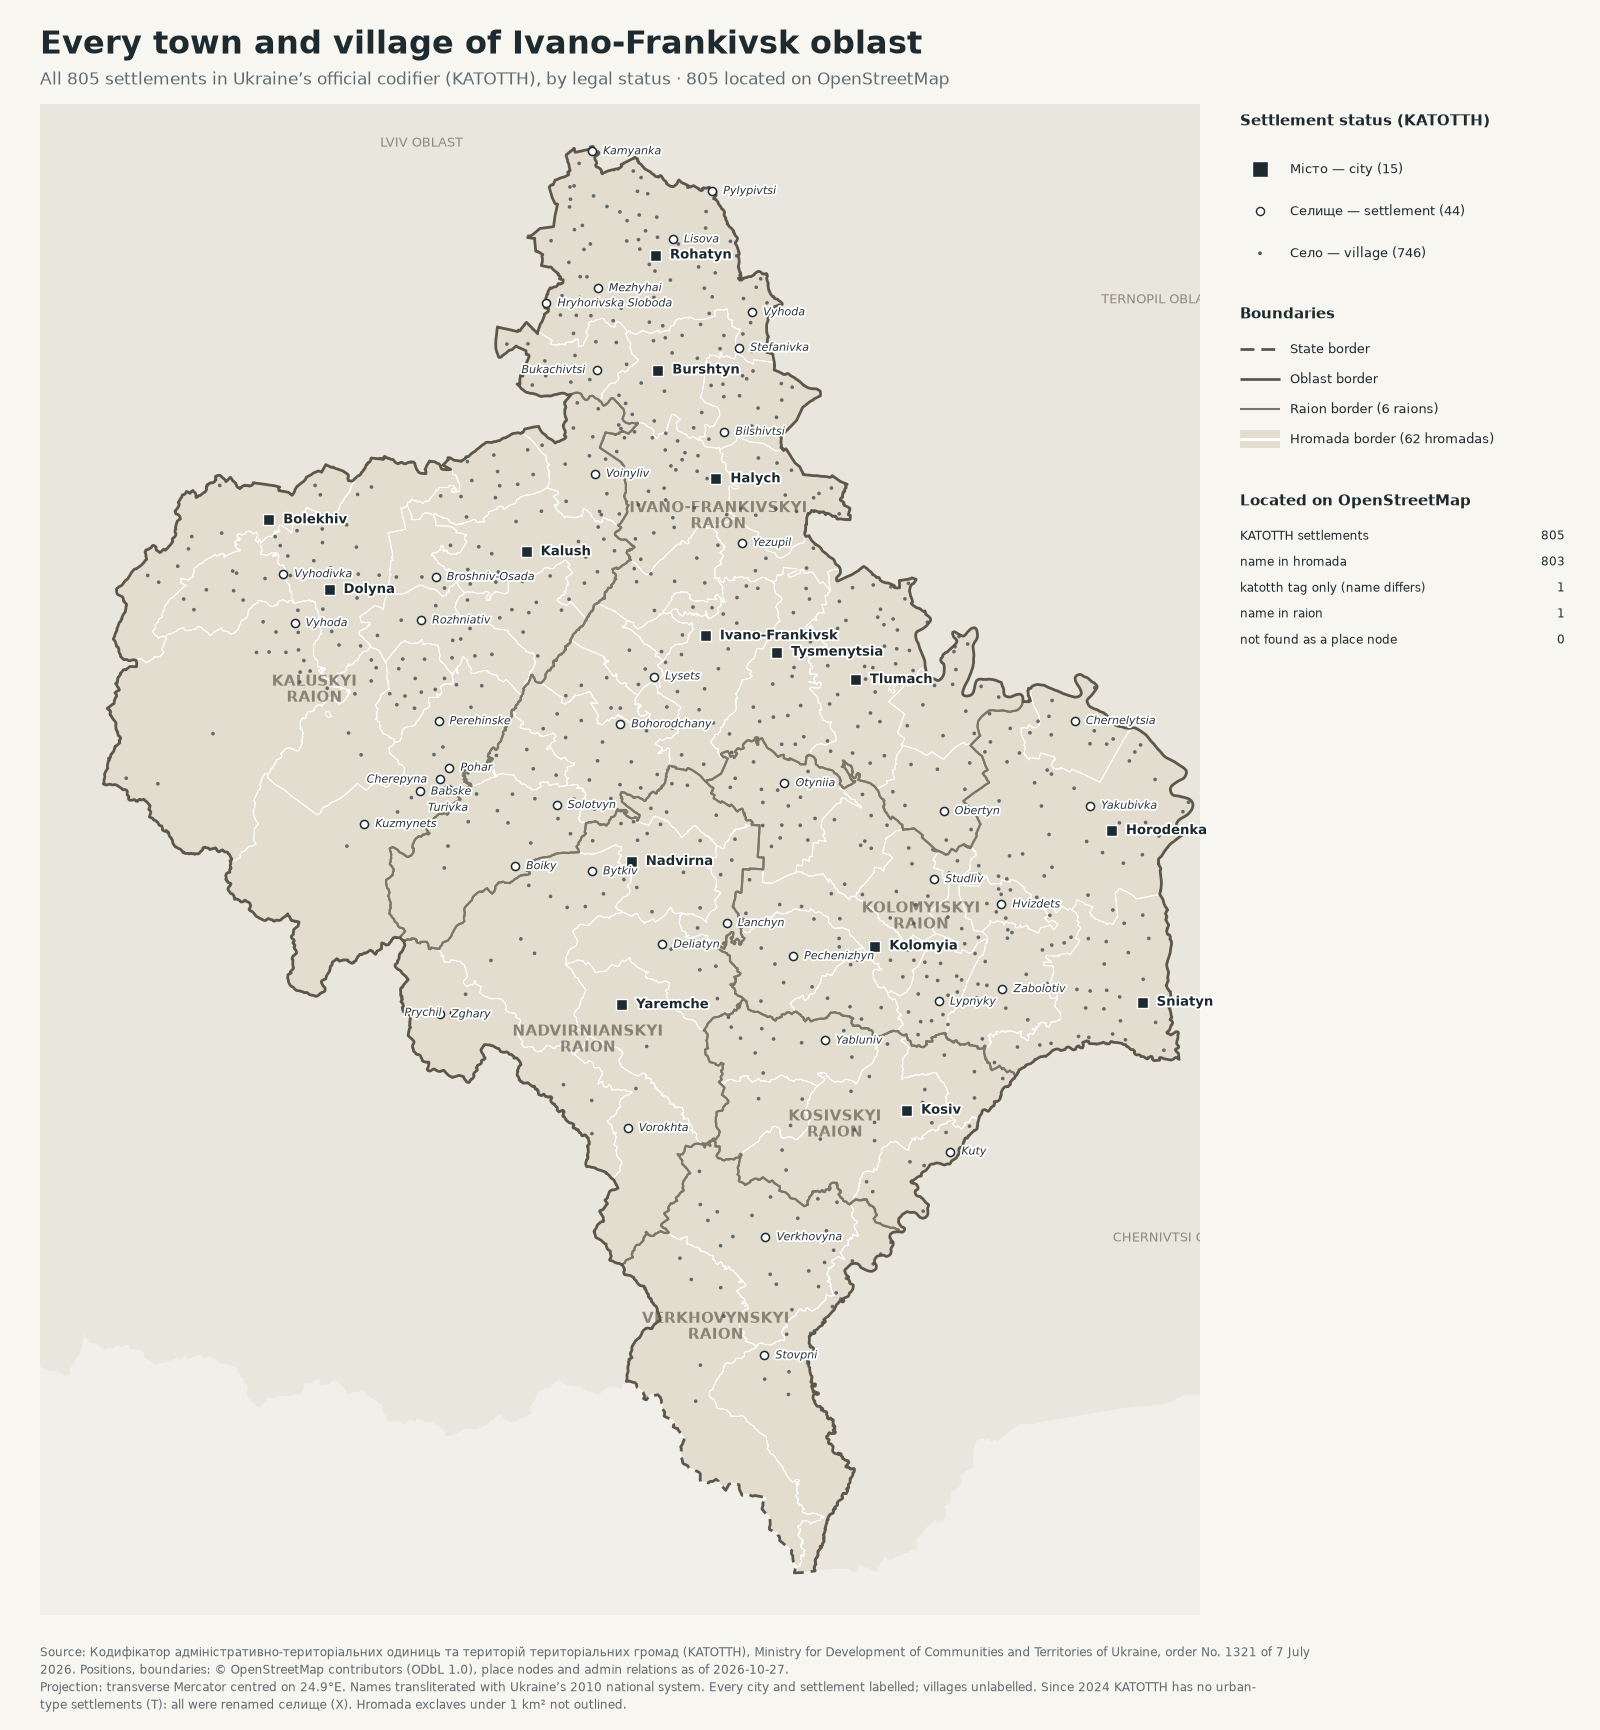 Every town and village of Ivano-Frankivsk oblast
All 805 settlements in Ukraine’s official codifier (KATOTTH), by legal status · 805 located on OpenStreetMap
LVIV OBLAST
Kamyanka
Pylypivtsi
Lisova
Rohatyn
Mezhyhai
Hryhorivska Sloboda
TERNOPIL OBLA
Vyhoda
Stefanivka
Bukachivtsi
Burshtyn
Bilshivtsi
Voinyliv
Halych
IVANO-FRANKIVSKYI
RAION
Bolekhiv
Yezupil
Kalush
Vyhodivka
Broshniv-Osada
Dolyna
Vyhoda
Rozhniativ
Ivano-Frankivsk
Tysmenytsia
Lysets
Tlumach
KALUSKYI
RAION
Perehinske
Bohorodchany
Chernelytsia
Pohar
Cherepyna
Babske
Turivka
Otyniia
Solotvyn
Obertyn
Yakubivka
Kuzmynets
Horodenka
Boiky
Bytkiv
Nadvirna
Studliv
Hvizdets
KOLOMYISKYI
RAION
Lanchyn
Deliatyn
Kolomyia
Pechenizhyn
Zabolotiv
Lypnyky
Sniatyn
Yaremche
Prychil
Zghary
NADVIRNIANSKYI
RAION
Yabluniv
KOSIVSKYI
RAION
Kosiv
Vorokhta
Kuty
Verkhovyna
CHERNIVTSI O
VERKHOVYNSKYI
RAION
Stovpni
Settlement status (KATOTTH)
Місто — city (15)
Селище — settlement (44)
Село — village (746)
Boundaries
State border
Oblast border
Raion border (6 raions)
Hromada border (62 hromadas)
Located on OpenStreetMap
KATOTTH settlements 805
name in hromada 803
katotth tag only (name differs) 1
name in raion 1
not found as a place node 0
Source: Кодифікатор адміністративно-територіальних одиниць та територій територіальних громад (KATOTTH), Ministry for Development of Communities and Territories of Ukraine, order No. 1321 of 7 July
2026. Positions, boundaries: © OpenStreetMap contributors (ODbL 1.0), place nodes and admin relations as of 2026-10-27.
Projection: transverse Mercator centred on 24.9°E. Names transliterated with Ukraine’s 2010 national system. Every city and settlement labelled; villages unlabelled. Since 2024 KATOTTH has no urban-
type settlements (T): all were renamed селище (X). Hromada exclaves under 1 km² not outlined.